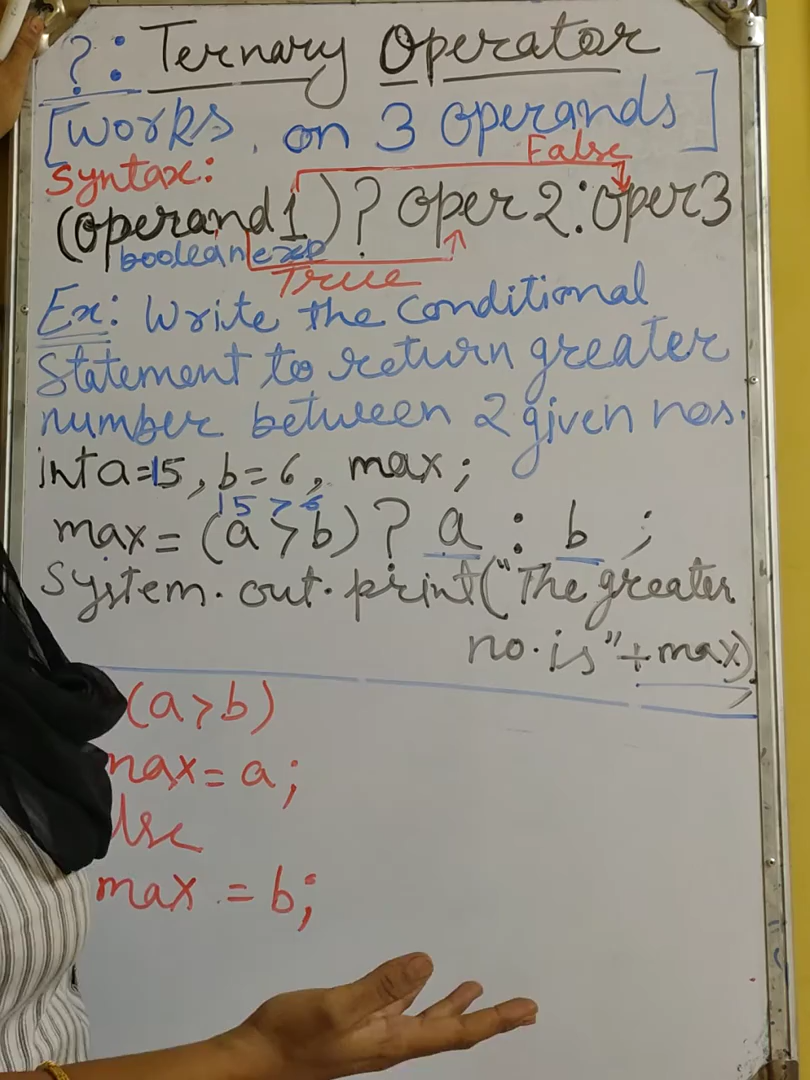 ?: Ternary Operator
[Works on 3 operands]
False
Syntax:
(operand1)? oper2:oper3
boolean exp
True
Ex: Write the conditional
Statement to return greater
number between 2 given nos.
int a=15, b=6, max;
15 > 6
max = (a>b)? a : b ;
System.out.print("The greater
no. is"+max)
(a>b)
max = a;
else
max = b;